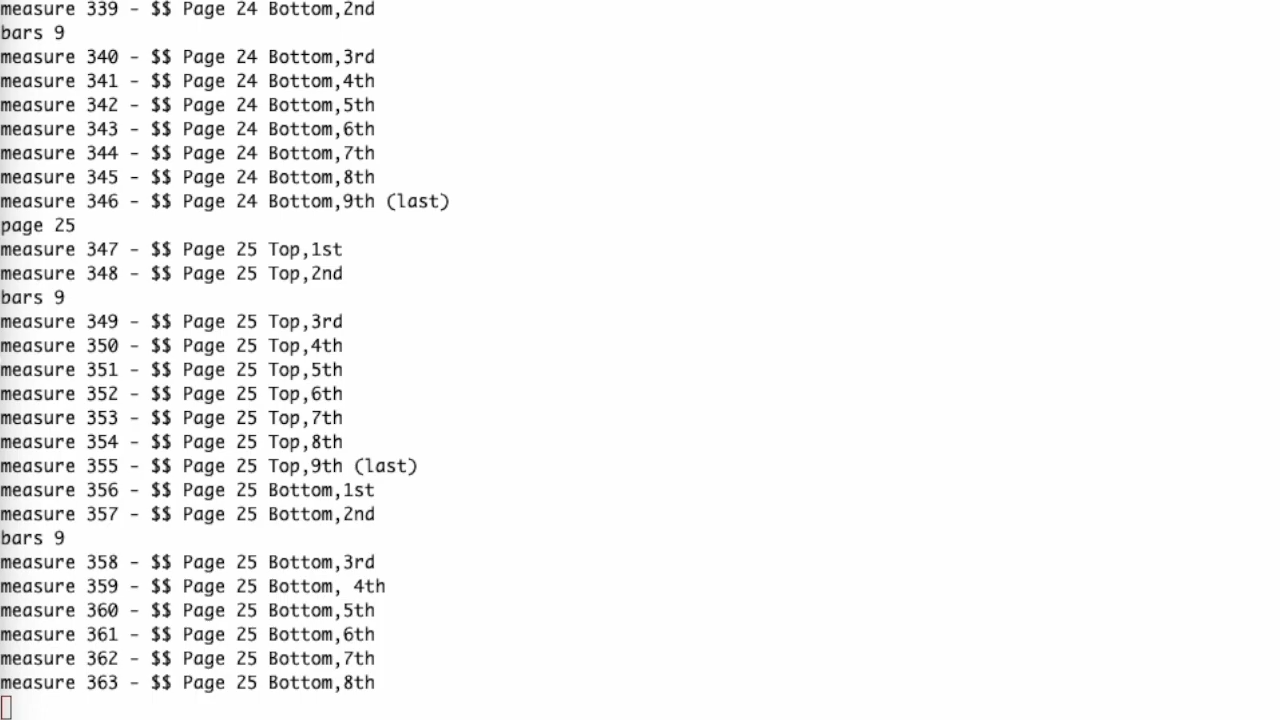 measure 339 - $$ Page 24 Bottom,2nd
bars 9
measure 340 - $$ Page 24 Bottom,3rd
measure 341 - $$ Page 24 Bottom,4th
measure 342 - $$ Page 24 Bottom,5th
measure 343 - $$ Page 24 Bottom,6th
measure 344 - $$ Page 24 Bottom,7th
measure 345 - $$ Page 24 Bottom,8th
measure 346 - $$ Page 24 Bottom,9th (last)
page 25
measure 347 - $$ Page 25 Top,1st
measure 348 - $$ Page 25 Top,2nd
bars 9
measure 349 - $$ Page 25 Top,3rd
measure 350 - $$ Page 25 Top,4th
measure 351 - $$ Page 25 Top,5th
measure 352 - $$ Page 25 Top,6th
measure 353 - $$ Page 25 Top,7th
measure 354 - $$ Page 25 Top,8th
measure 355 - $$ Page 25 Top,9th (last)
measure 356 - $$ Page 25 Bottom,1st
measure 357 - $$ Page 25 Bottom,2nd
bars 9
measure 358 - $$ Page 25 Bottom,3rd
measure 359 - $$ Page 25 Bottom, 4th
measure 360 - $$ Page 25 Bottom,5th
measure 361 - $$ Page 25 Bottom,6th
measure 362 - $$ Page 25 Bottom,7th
measure 363 - $$ Page 25 Bottom,8th